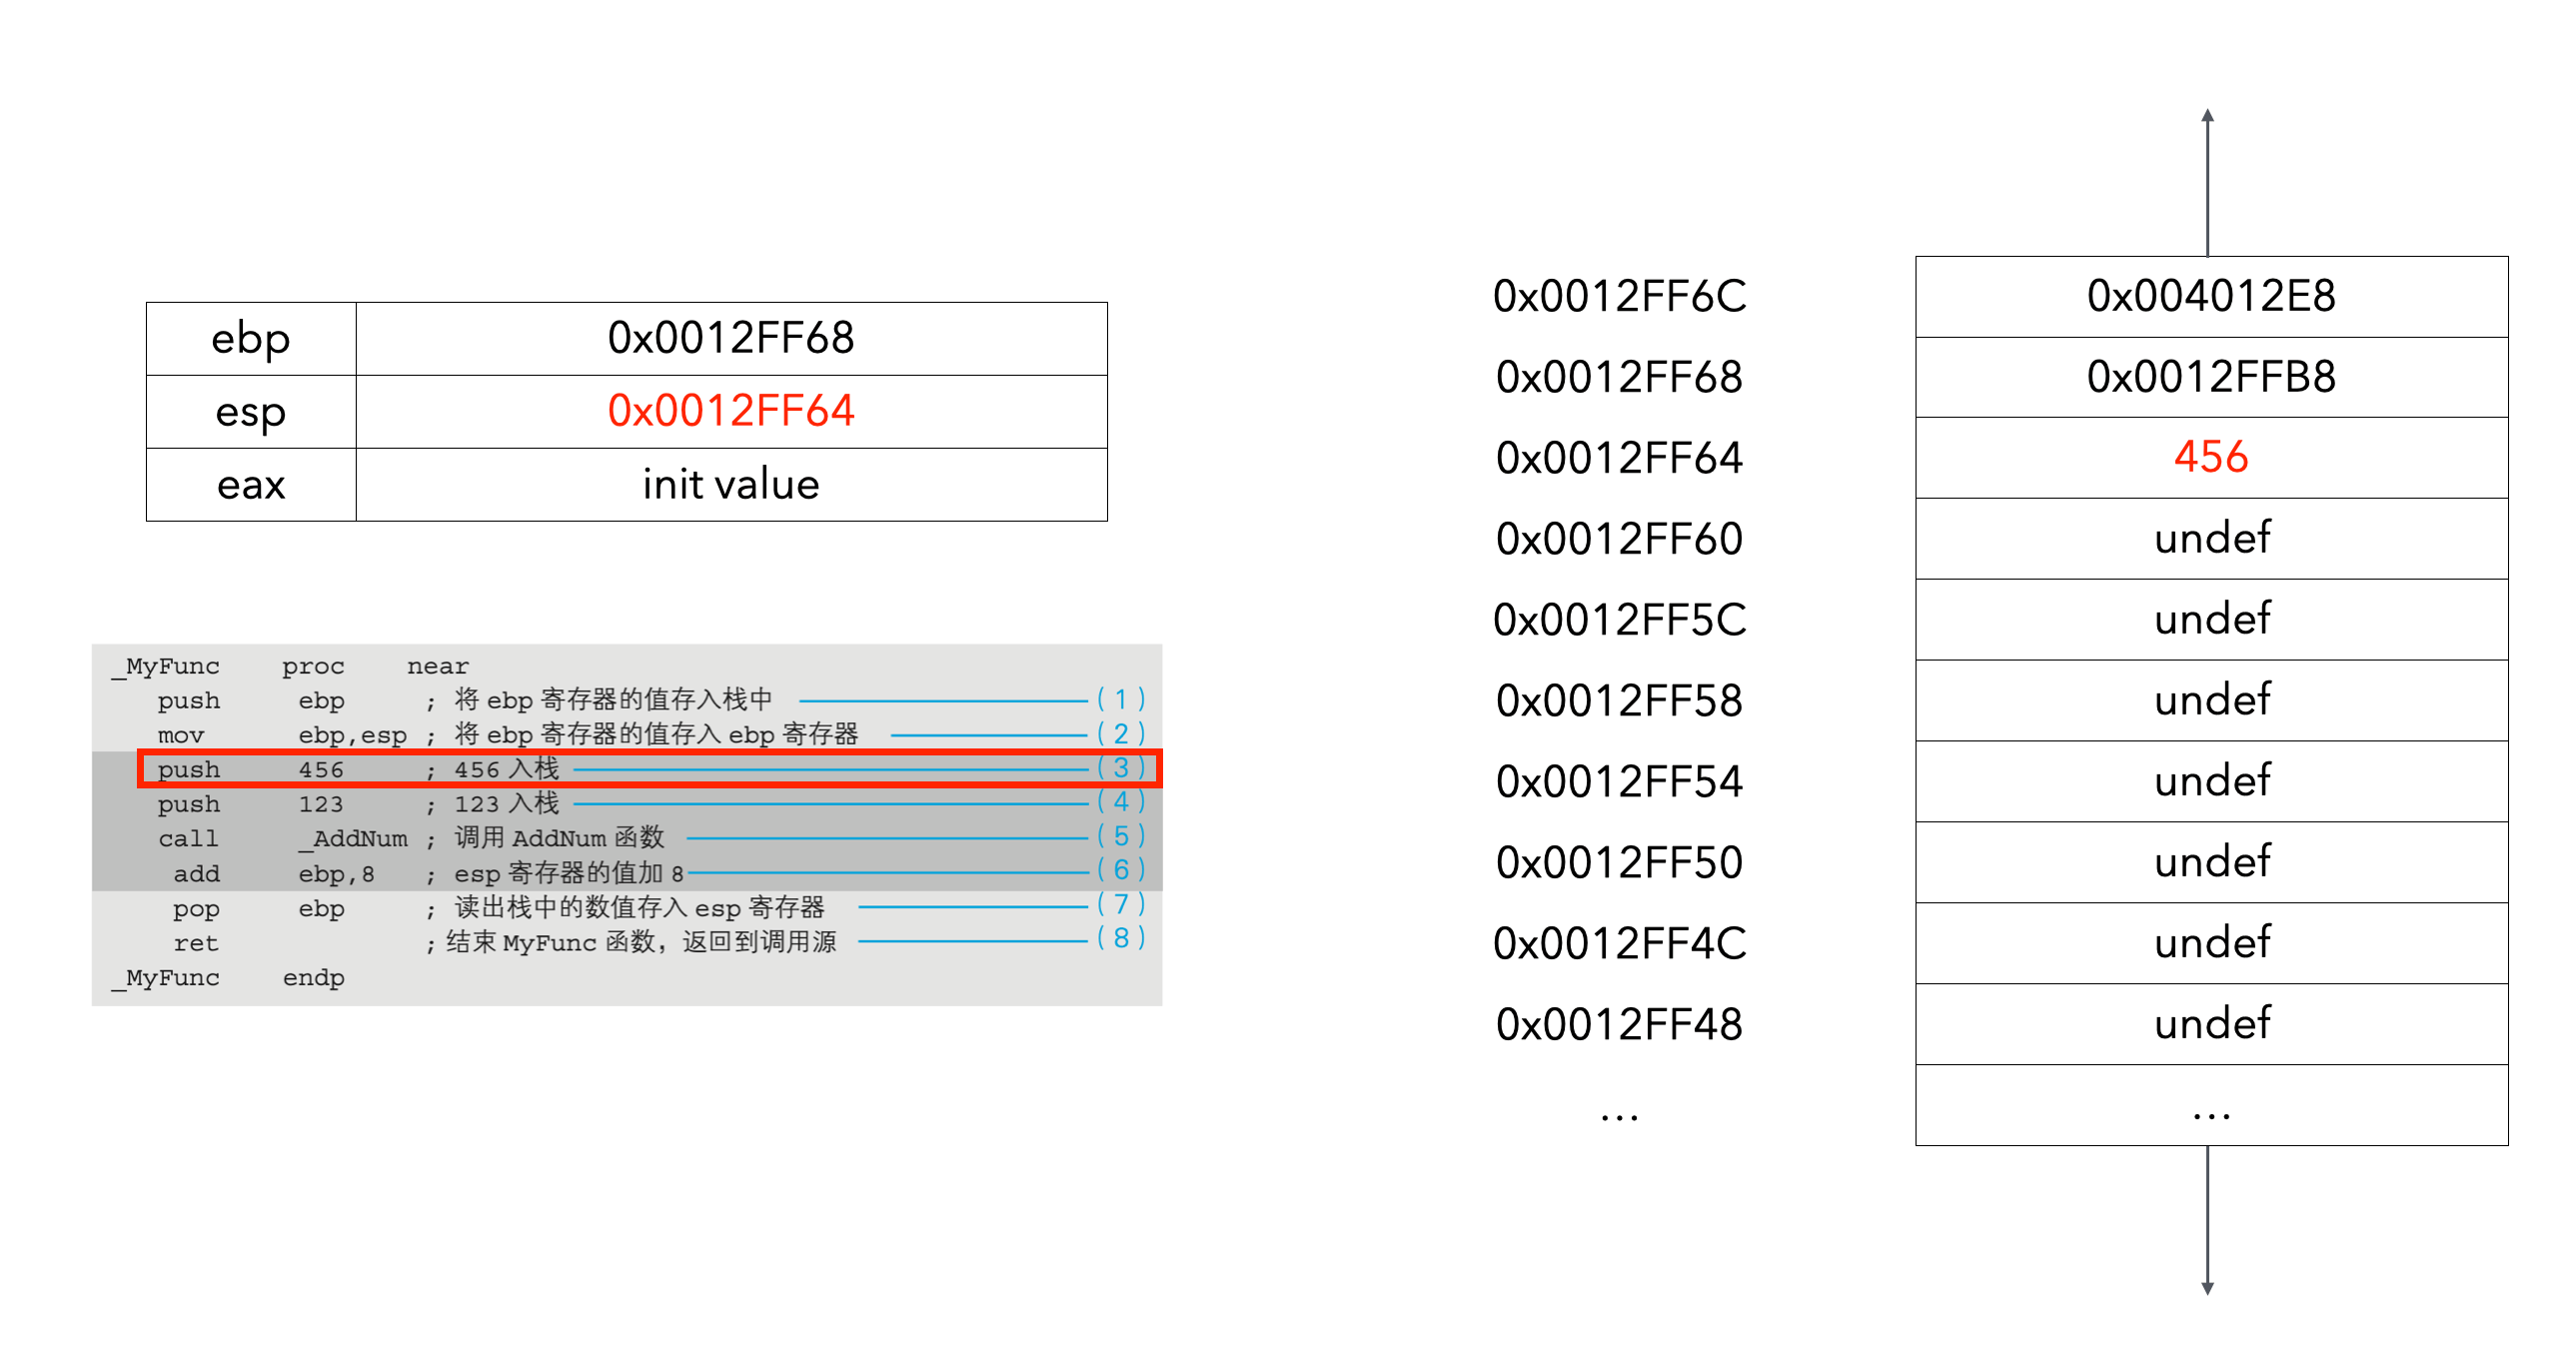 ebp 0x0012FF68
esp 0x0012FF64
eax init value
_MyFunc proc near
push ebp ; 将 ebp 寄存器的值存入栈中 (1)
mov ebp,esp ; 将 ebp 寄存器的值存入 ebp 寄存器 (2)
push 456 ; 456 入栈 (3)
push 123 ; 123 入栈 (4)
call _AddNum ; 调用 AddNum 函数 (5)
add ebp,8 ; esp 寄存器的值加 8 (6)
pop ebp ; 读出栈中的数值存入 esp 寄存器 (7)
ret ; 结束 MyFunc 函数，返回到调用源 (8)
_MyFunc endp
0x0012FF6C 0x004012E8
0x0012FF68 0x0012FFB8
0x0012FF64 456
0x0012FF60 undef
0x0012FF5C undef
0x0012FF58 undef
0x0012FF54 undef
0x0012FF50 undef
0x0012FF4C undef
0x0012FF48 undef
... ...